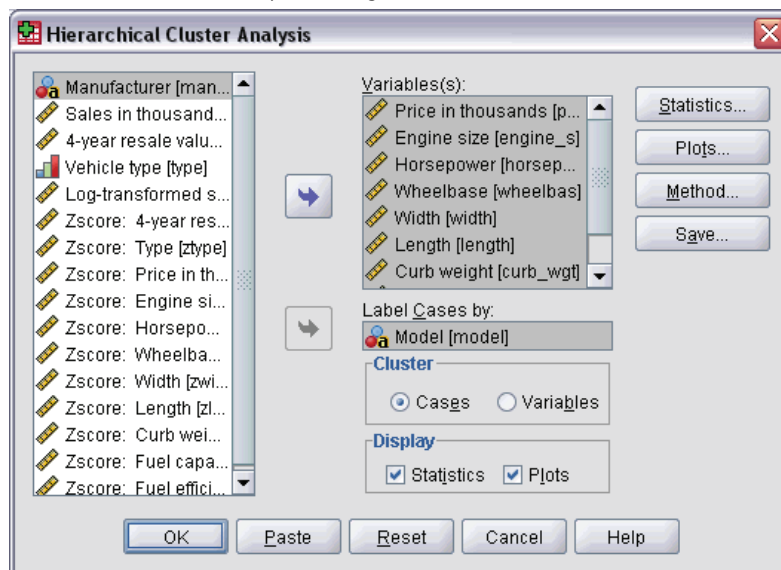 Hierarchical Cluster Analysis
Manufacturer [man...
Sales in thousand...
4-year resale valu...
Vehicle type [type]
Log-transformed s...
Zscore: 4-year res...
Zscore: Type [ztype]
Zscore: Price in th...
Zscore: Engine si...
Zscore: Horsepo...
Zscore: Wheelba...
Zscore: Width [zwi...
Zscore: Length [zl...
Zscore: Curb wei...
Zscore: Fuel capa...
Zscore: Fuel effici...
Variables(s):
Price in thousands [p...
Engine size [engine_s]
Horsepower [horsep...
Wheelbase [wheelbas]
Width [width]
Length [length]
Curb weight [curb_wgt]
Label Cases by:
Model [model]
Cluster
Cases Variables
Display
Statistics Plots
Statistics...
Plots...
Method...
Save...
OK Paste Reset Cancel Help